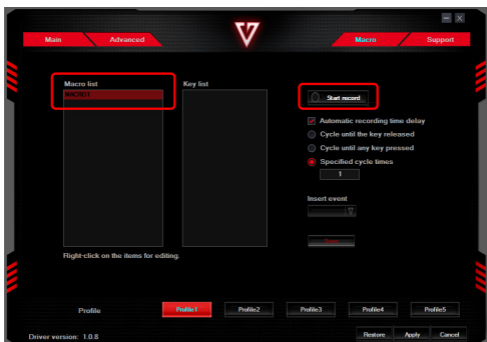 Main
Advanced
Macro
Support
Macro list
Key list
MACRO1
Start record
Automatic recording time delay
Cycle until the key released
Cycle until any key pressed
Specified cycle times
1
Insert event
Right-click on the items for editing.
Profile
Profile1
Profile2
Profile3
Profile4
Profile5
Driver version: 1.0.8
Restore
Apply
Cancel